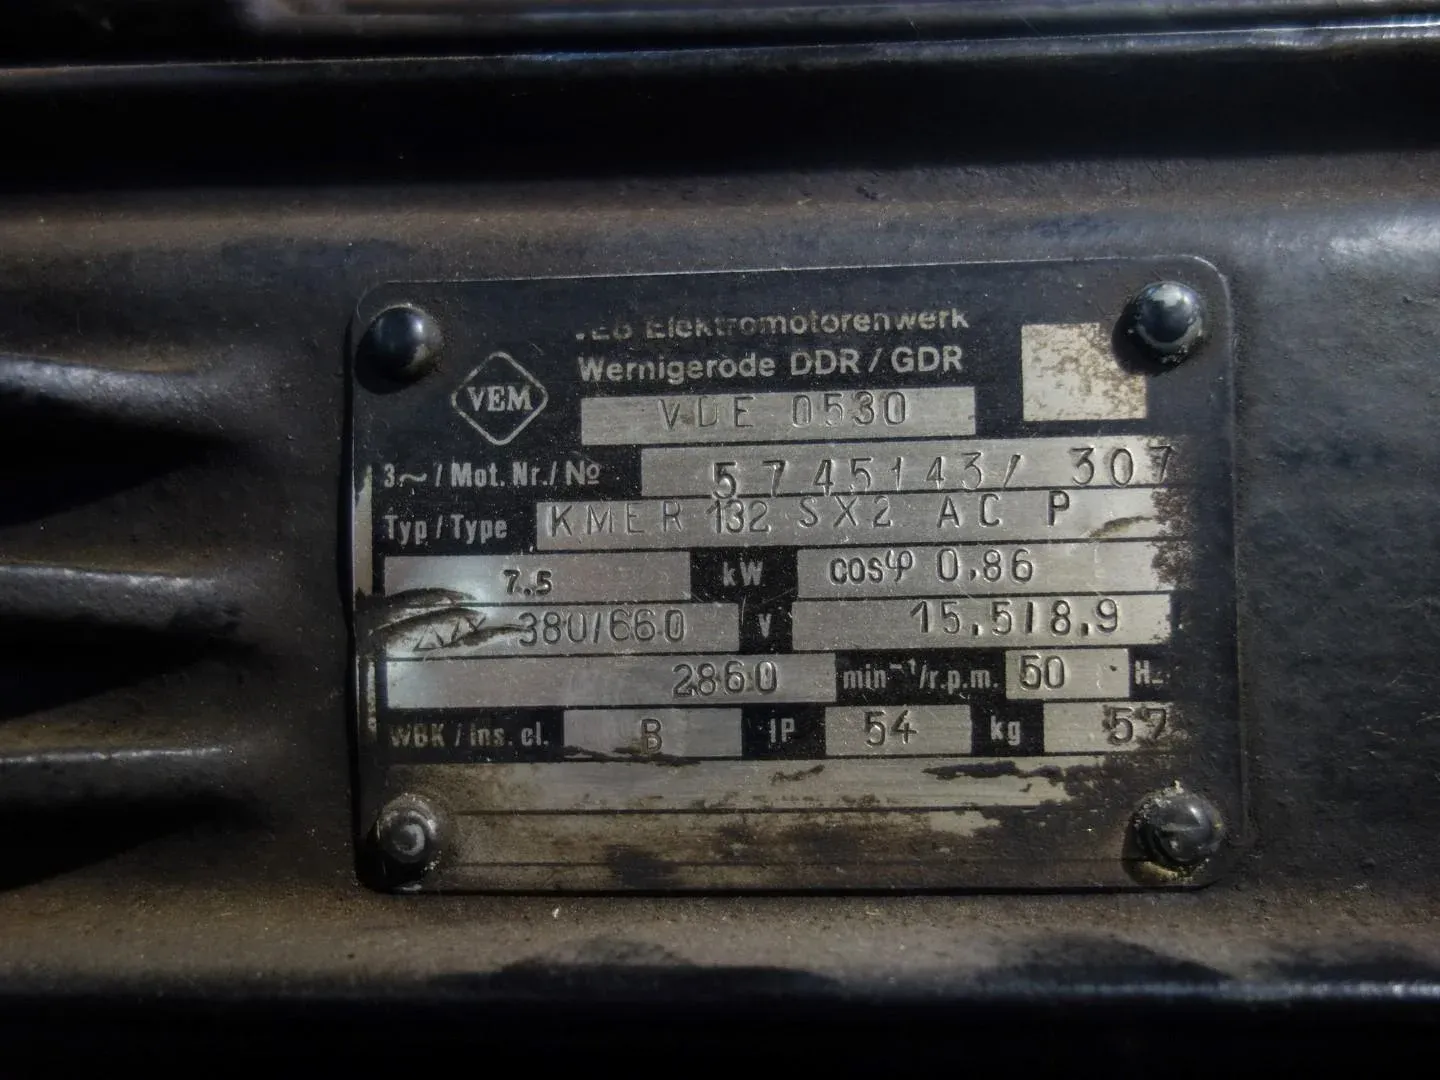 VEB Elektromotorenwerk
Wernigerode DDR / GDR
VEM
VDE 0530
3~ / Mot. Nr. / № 5745143/ 307
Typ / Type KMER 132 SX2 AC P
7.5 kW cosφ 0.86
380/660 V 15.5/8.9
2860 min⁻¹/r.p.m. 50 Hz
WBK / Ins. cl. B IP 54 kg 57